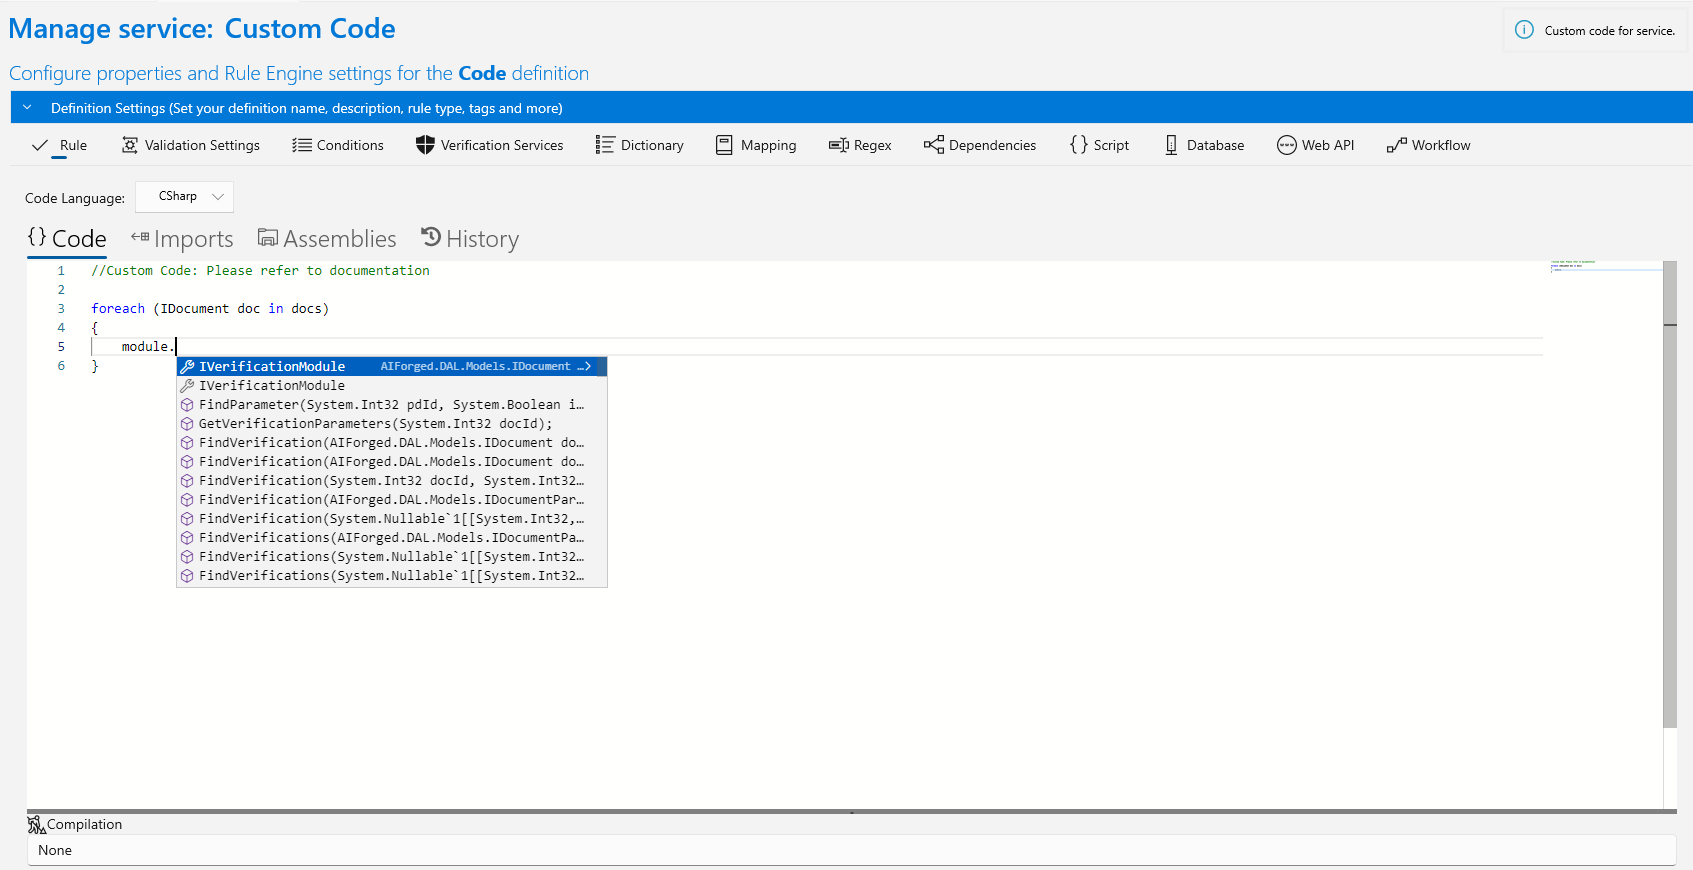 Manage service: Custom Code
Custom code for service.
Configure properties and Rule Engine settings for the Code definition
Definition Settings (Set your definition name, description, rule type, tags and more)
Rule Validation Settings Conditions Verification Services Dictionary Mapping Regex Dependencies {} Script Database Web API Workflow
Code Language: CSharp
{} Code Imports Assemblies History
1 //Custom Code: Please refer to documentation
2
3 foreach (IDocument doc in docs)
4 {
5 module.
6 }
IVerificationModule AIForged.DAL.Models.IDocument …>
IVerificationModule
FindParameter(System.Int32 pdId, System.Boolean i…
GetVerificationParameters(System.Int32 docId);
FindVerification(AIForged.DAL.Models.IDocument do…
FindVerification(AIForged.DAL.Models.IDocument do…
FindVerification(System.Int32 docId, System.Int32…
FindVerification(AIForged.DAL.Models.IDocumentPar…
FindVerification(System.Nullable`1[[System.Int32,…
FindVerifications(AIForged.DAL.Models.IDocumentPa…
FindVerifications(System.Nullable`1[[System.Int32…
FindVerifications(System.Nullable`1[[System.Int32…
Compilation
None